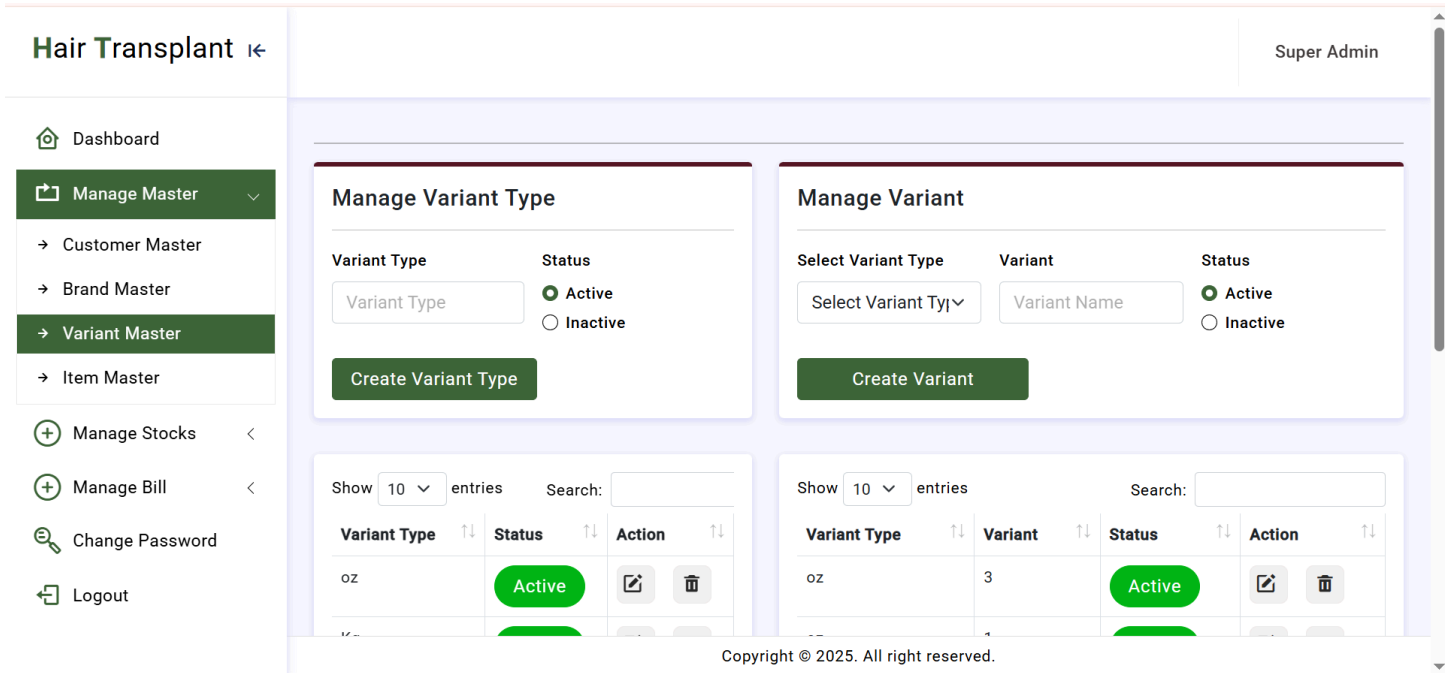 Hair Transplant
Super Admin
Dashboard
Manage Master
Customer Master
Brand Master
Variant Master
Item Master
Manage Stocks
Manage Bill
Change Password
Logout
Manage Variant Type
Variant Type
Status
Variant Type
Active
Inactive
Create Variant Type
Manage Variant
Select Variant Type
Variant
Status
Select Variant Typ
Variant Name
Active
Inactive
Create Variant
Show 10 entries Search:
Variant Type Status Action
oz Active
Show 10 entries Search:
Variant Type Variant Status Action
oz 3 Active
Copyright © 2025. All right reserved.